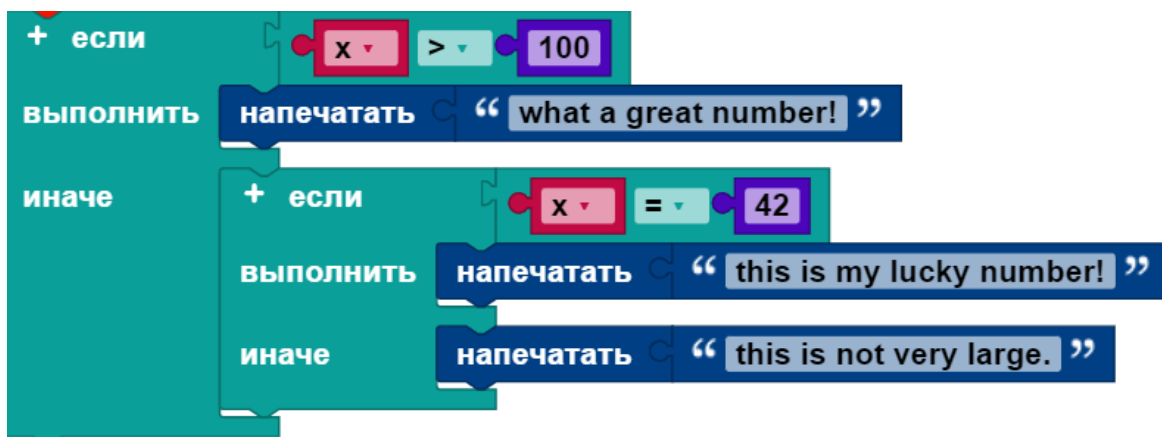 + если x > 100
выполнить напечатать “ what a great number! ”
иначе + если x = 42
выполнить напечатать “ this is my lucky number! ”
иначе напечатать “ this is not very large. ”